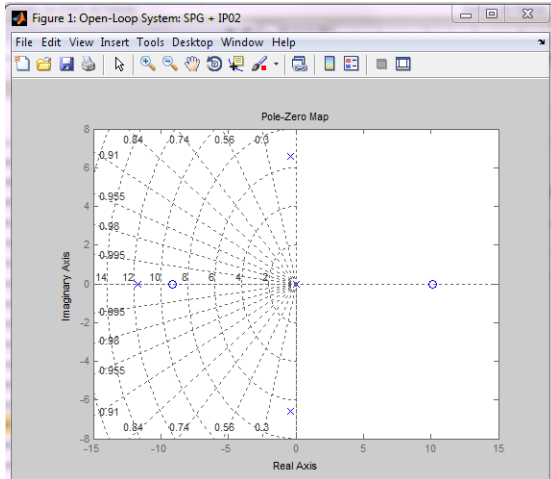 Figure 1: Open-Loop System: SPG + IP02
File Edit View Insert Tools Desktop Window Help
Pole-Zero Map
8
0.84 0.74 0.56 0.3
0.91
6
0.955
4
0.98
2
0.995
14 12 10 8 6 4 2
0
0.995
-2
0.98
-4
0.955
-6
0.91
0.84 0.74 0.56 0.3
-8
-15 -10 -5 0 5 10 15
Imaginary Axis
Real Axis